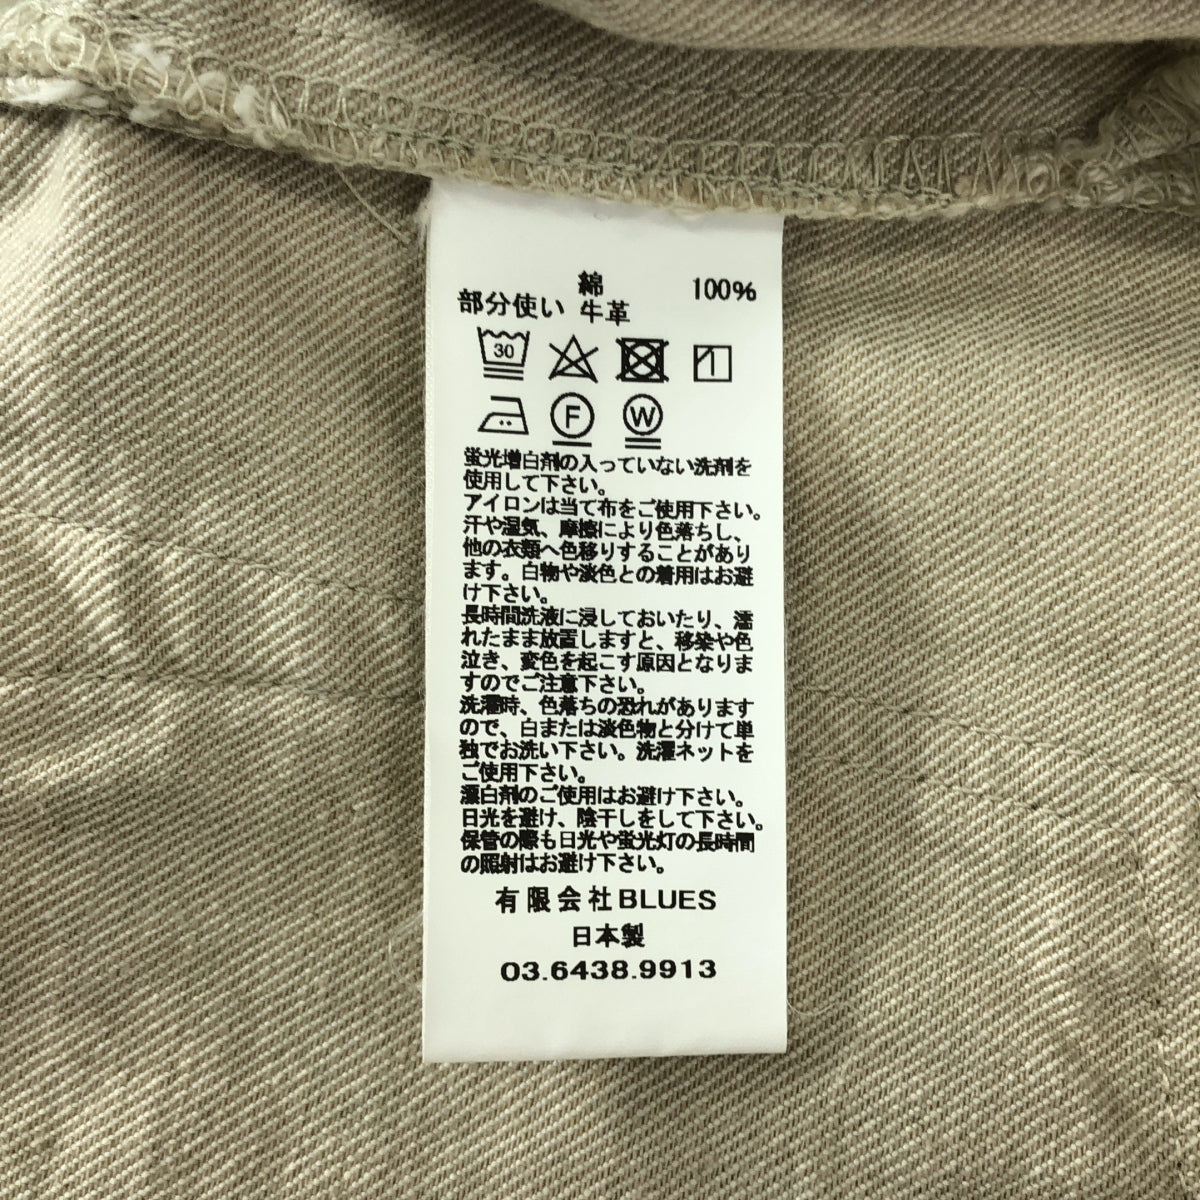 綿 100%
部分使い 牛革
30
F W
蛍光増白剤の入っていない洗剤を
使用して下さい。
アイロンは当て布をご使用下さい。
汗や湿気、摩擦により色落ちし、
他の衣類へ色移りすることがあり
ます。白物や淡色との着用はお避
け下さい。
長時間洗液に浸しておいたり、濡
れたまま放置しますと、移染や色
泣き、変色を起こす原因となりま
すのでご注意下さい。
洗濯時、色落ちの恐れがあります
ので、白または淡色物と分けて単
独でお洗い下さい。洗濯ネットを
ご使用下さい。
漂白剤のご使用はお避け下さい。
日光を避け、陰干しをして下さい。
保管の際も日光や蛍光灯の長時間
の照射はお避け下さい。
有限会社BLUES
日本製
03.6438.9913